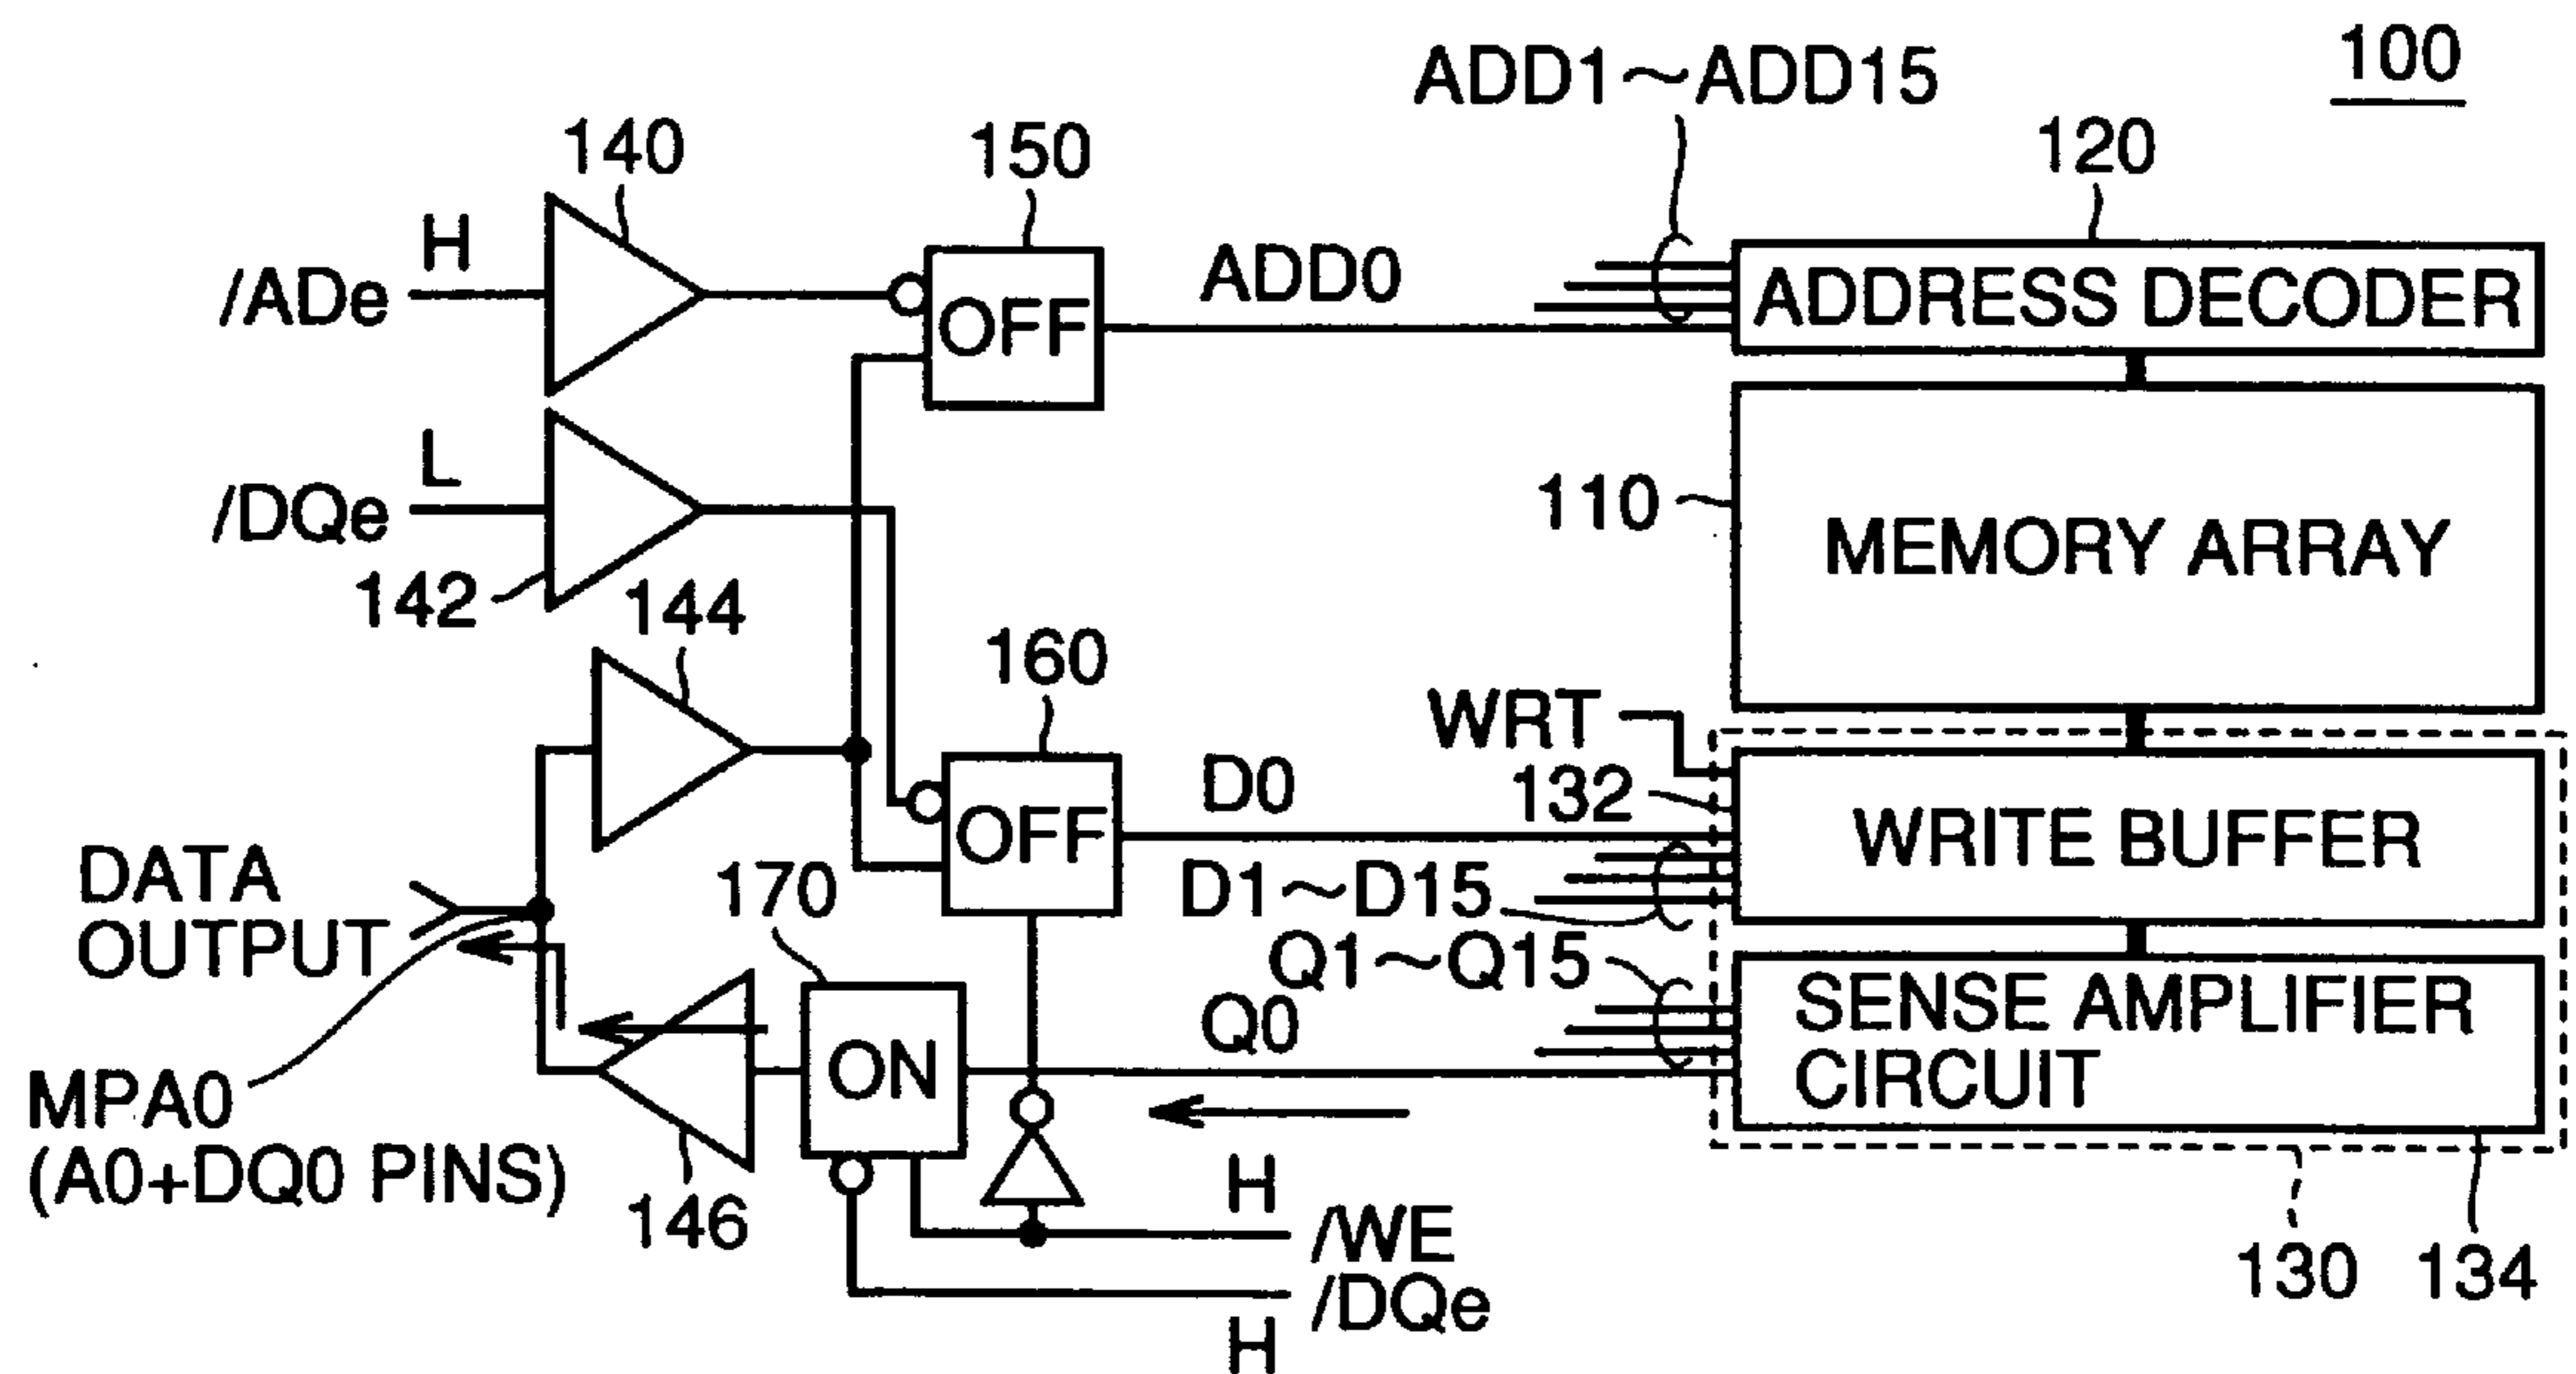 100
ADD1~ADD15
140
150
120
H
/ADe
OFF
ADD0
ADDRESS DECODER
L
/DQe
142
144
110
MEMORY ARRAY
160
WRT
132
OFF
D0
WRITE BUFFER
DATA
OUTPUT
170
D1~D15
Q1~Q15
ON
Q0
SENSE AMPLIFIER
CIRCUIT
MPA0
(A0+DQ0 PINS)
146
H
/WE
/DQe
H
130
134